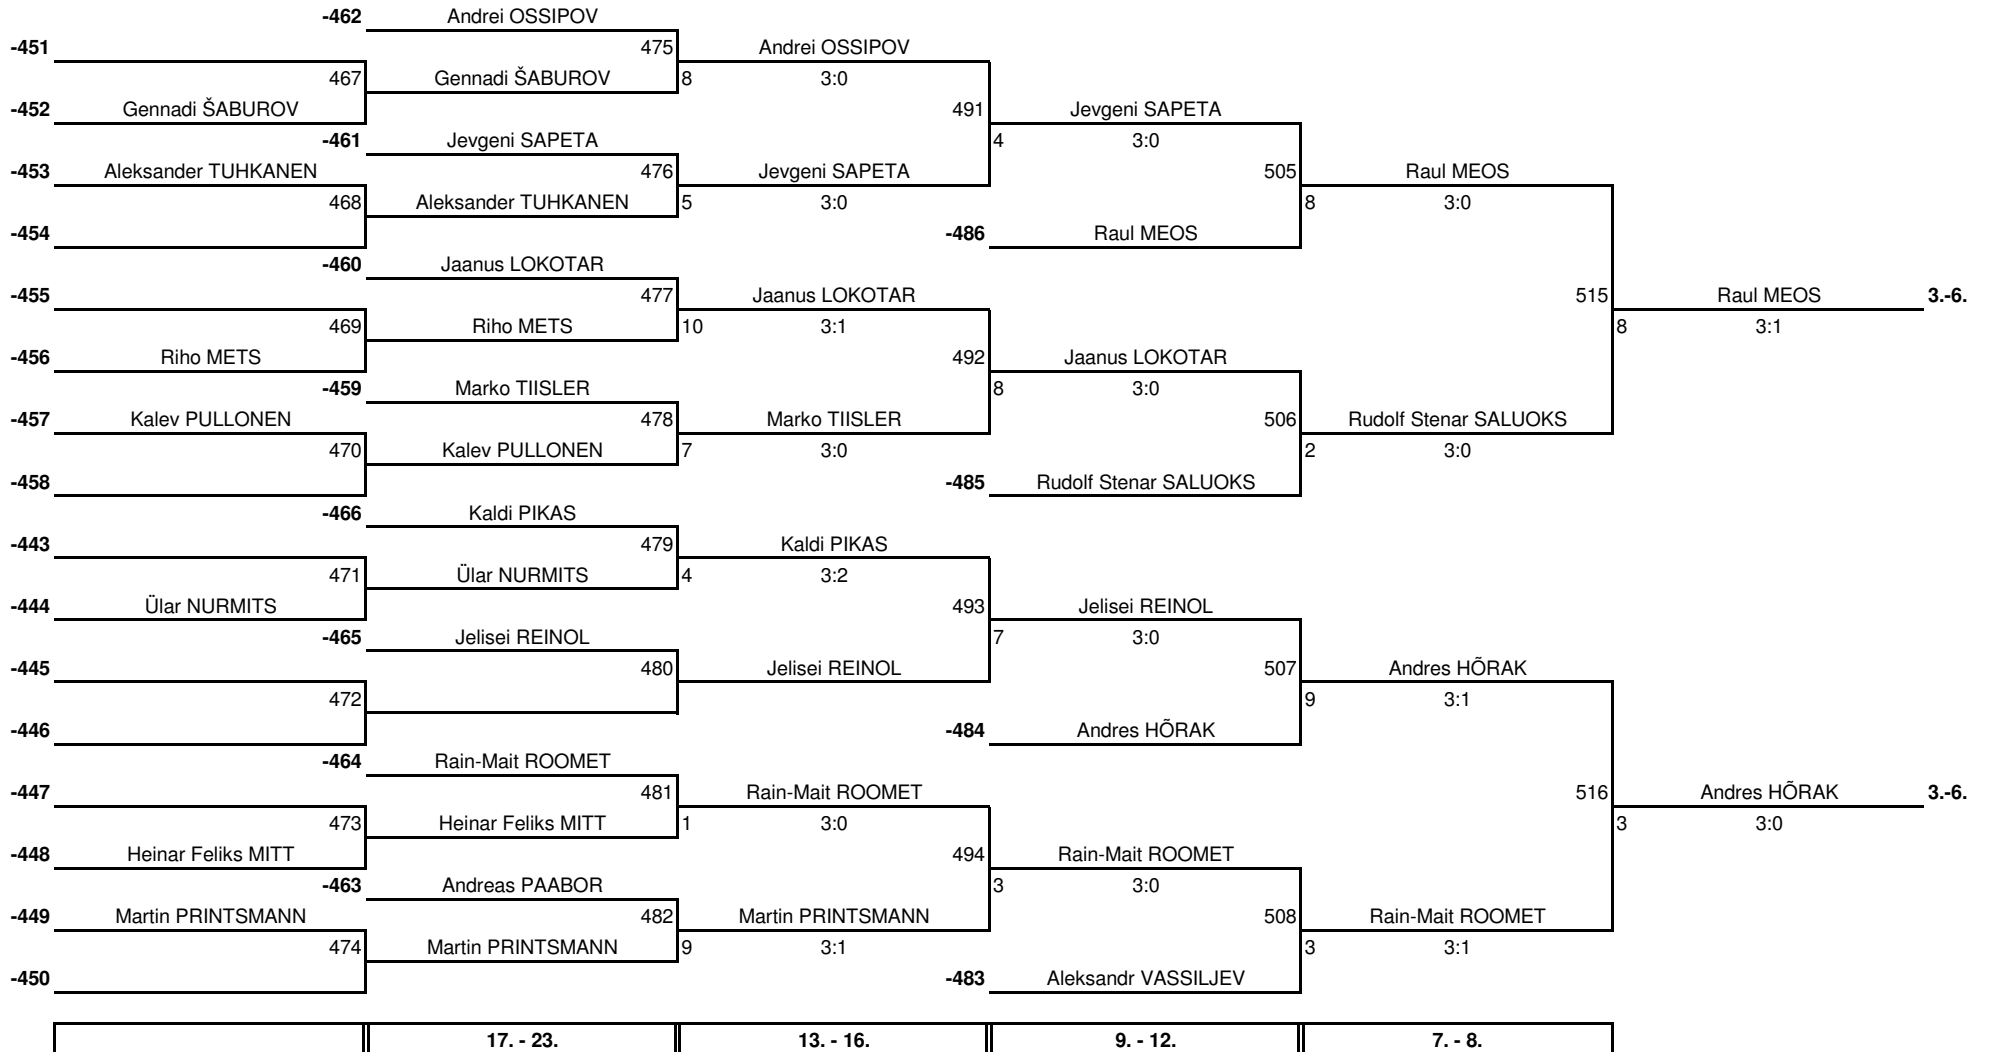 -462 Andrei OSSIPOV
-451 475 Andrei OSSIPOV
467 Gennadi ŠABUROV 8 3:0
-452 Gennadi ŠABUROV 491 Jevgeni SAPETA
-461 Jevgeni SAPETA 4 3:0
-453 Aleksander TUHKANEN 476 Jevgeni SAPETA 505 Raul MEOS
468 Aleksander TUHKANEN 5 3:0 8 3:0
-454 -486 Raul MEOS
-460 Jaanus LOKOTAR
-455 477 Jaanus LOKOTAR 515 Raul MEOS 3.-6.
469 Riho METS 10 3:1 8 3:1
-456 Riho METS 492 Jaanus LOKOTAR
-459 Marko TIISLER 8 3:0
-457 Kalev PULLONEN 478 Marko TIISLER 506 Rudolf Stenar SALUOKS
470 Kalev PULLONEN 7 3:0 2 3:0
-458 -485 Rudolf Stenar SALUOKS
-466 Kaldi PIKAS
-443 479 Kaldi PIKAS
471 Ülar NURMITS 4 3:2
-444 Ülar NURMITS 493 Jelisei REINOL
-465 Jelisei REINOL 7 3:0
-445 480 Jelisei REINOL 507 Andres HÕRAK
472 9 3:1
-446 -484 Andres HÕRAK
-464 Rain-Mait ROOMET
-447 481 Rain-Mait ROOMET 516 Andres HÕRAK 3.-6.
473 Heinar Feliks MITT 1 3:0 3 3:0
-448 Heinar Feliks MITT 494 Rain-Mait ROOMET
-463 Andreas PAABOR 3 3:0
-449 Martin PRINTSMANN 482 Martin PRINTSMANN 508 Rain-Mait ROOMET
474 Martin PRINTSMANN 9 3:1 3 3:1
-450 -483 Aleksandr VASSILJEV
17. - 23. 13. - 16. 9. - 12. 7. - 8.